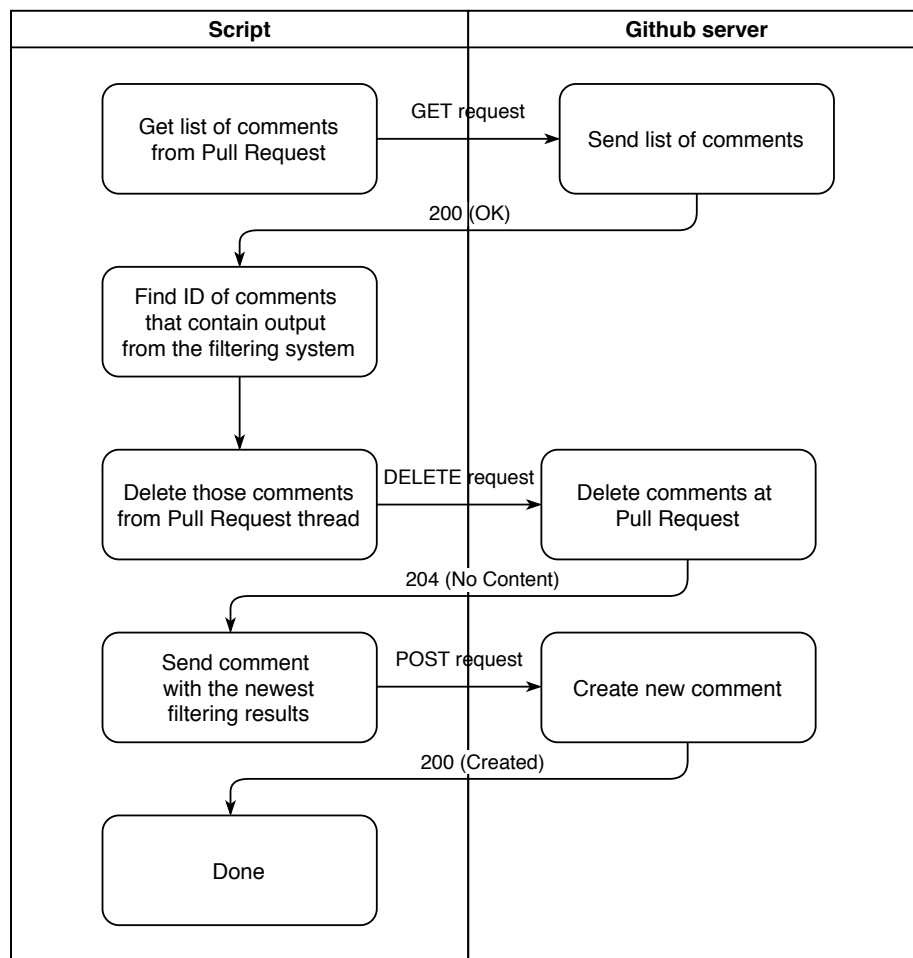 Script
Github server
Get list of comments
from Pull Request
GET request
Send list of comments
200 (OK)
Find ID of comments
that contain output
from the filtering system
Delete those comments
from Pull Request thread
DELETE request
Delete comments at
Pull Request
204 (No Content)
Send comment
with the newest
filtering results
POST request
Create new comment
200 (Created)
Done